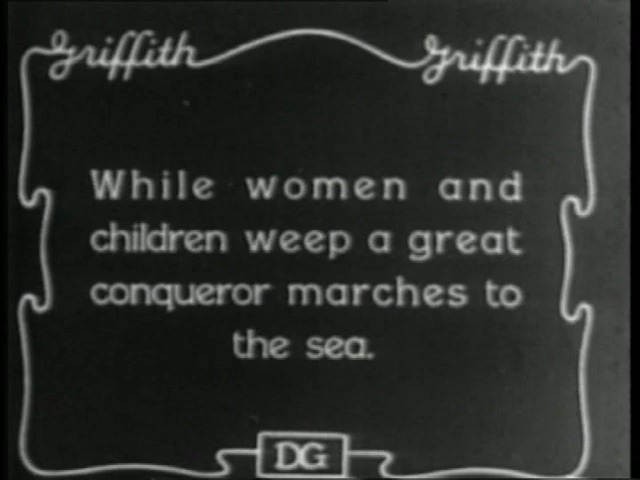 Griffith Griffith
While women and
children weep a great
conqueror marches to
the sea.
DG